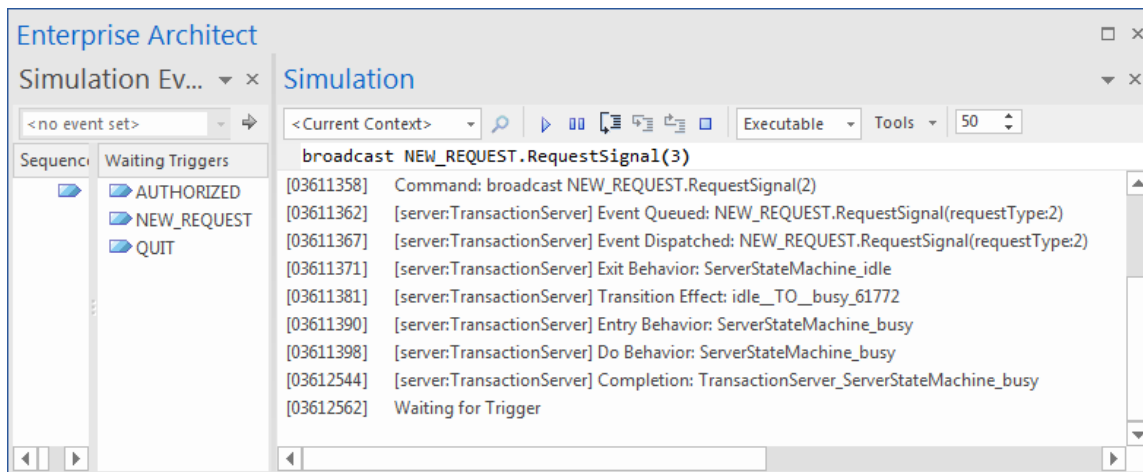 Enterprise Architect
Simulation Ev...
Simulation
<no event set>
<Current Context>
Executable
Tools
50
Sequence
Waiting Triggers
broadcast NEW_REQUEST.RequestSignal(3)
AUTHORIZED
NEW_REQUEST
QUIT
[03611358] Command: broadcast NEW_REQUEST.RequestSignal(2)
[03611362] [server:TransactionServer] Event Queued: NEW_REQUEST.RequestSignal(requestType:2)
[03611367] [server:TransactionServer] Event Dispatched: NEW_REQUEST.RequestSignal(requestType:2)
[03611371] [server:TransactionServer] Exit Behavior: ServerStateMachine_idle
[03611381] [server:TransactionServer] Transition Effect: idle__TO__busy_61772
[03611390] [server:TransactionServer] Entry Behavior: ServerStateMachine_busy
[03611398] [server:TransactionServer] Do Behavior: ServerStateMachine_busy
[03612544] [server:TransactionServer] Completion: TransactionServer_ServerStateMachine_busy
[03612562] Waiting for Trigger